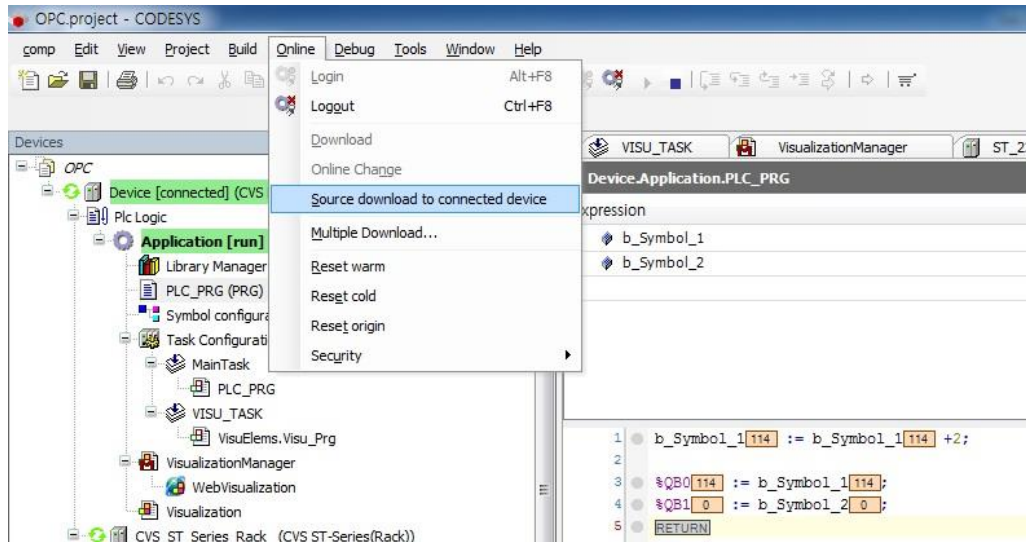 OPC.project - CODESYS
comp Edit View Project Build Online Debug Tools Window Help
Login Alt+F8
Logout Ctrl+F8
Download
Online Change
Source download to connected device
Multiple Download...
Reset warm
Reset cold
Reset origin
Security
Devices
OPC
Device [connected] (CVS
Plc Logic
Application [run]
Library Manager
PLC_PRG (PRG)
Symbol configura
Task Configurati
MainTask
PLC_PRG
VISU_TASK
VisuElems.Visu_Prg
VisualizationManager
WebVisualization
Visualization
CVS ST Series Rack (CVS ST-Series(Rack))
VISU_TASK VisualizationManager ST_2
Device.Application.PLC_PRG
xpression
b_Symbol_1
b_Symbol_2
1 b_Symbol_1 114 := b_Symbol_1 114 +2;
2
3 %QB0 114 := b_Symbol_1 114 ;
4 %QB1 0 := b_Symbol_2 0 ;
5 RETURN